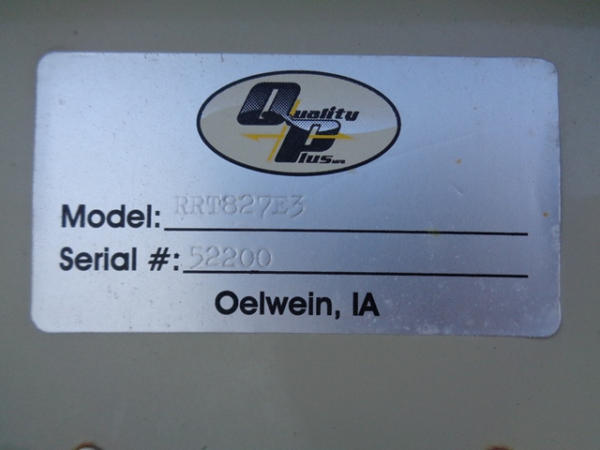 Quality
Plus
Model: RRT827E3
Serial #: 52200
Oelwein, IA